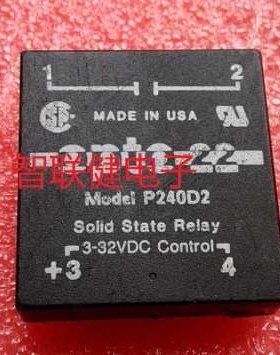 1 2
MADE IN USA
opto 22
智联健电子
Model P240D2
Solid State Relay
3-32VDC Control
+3 4